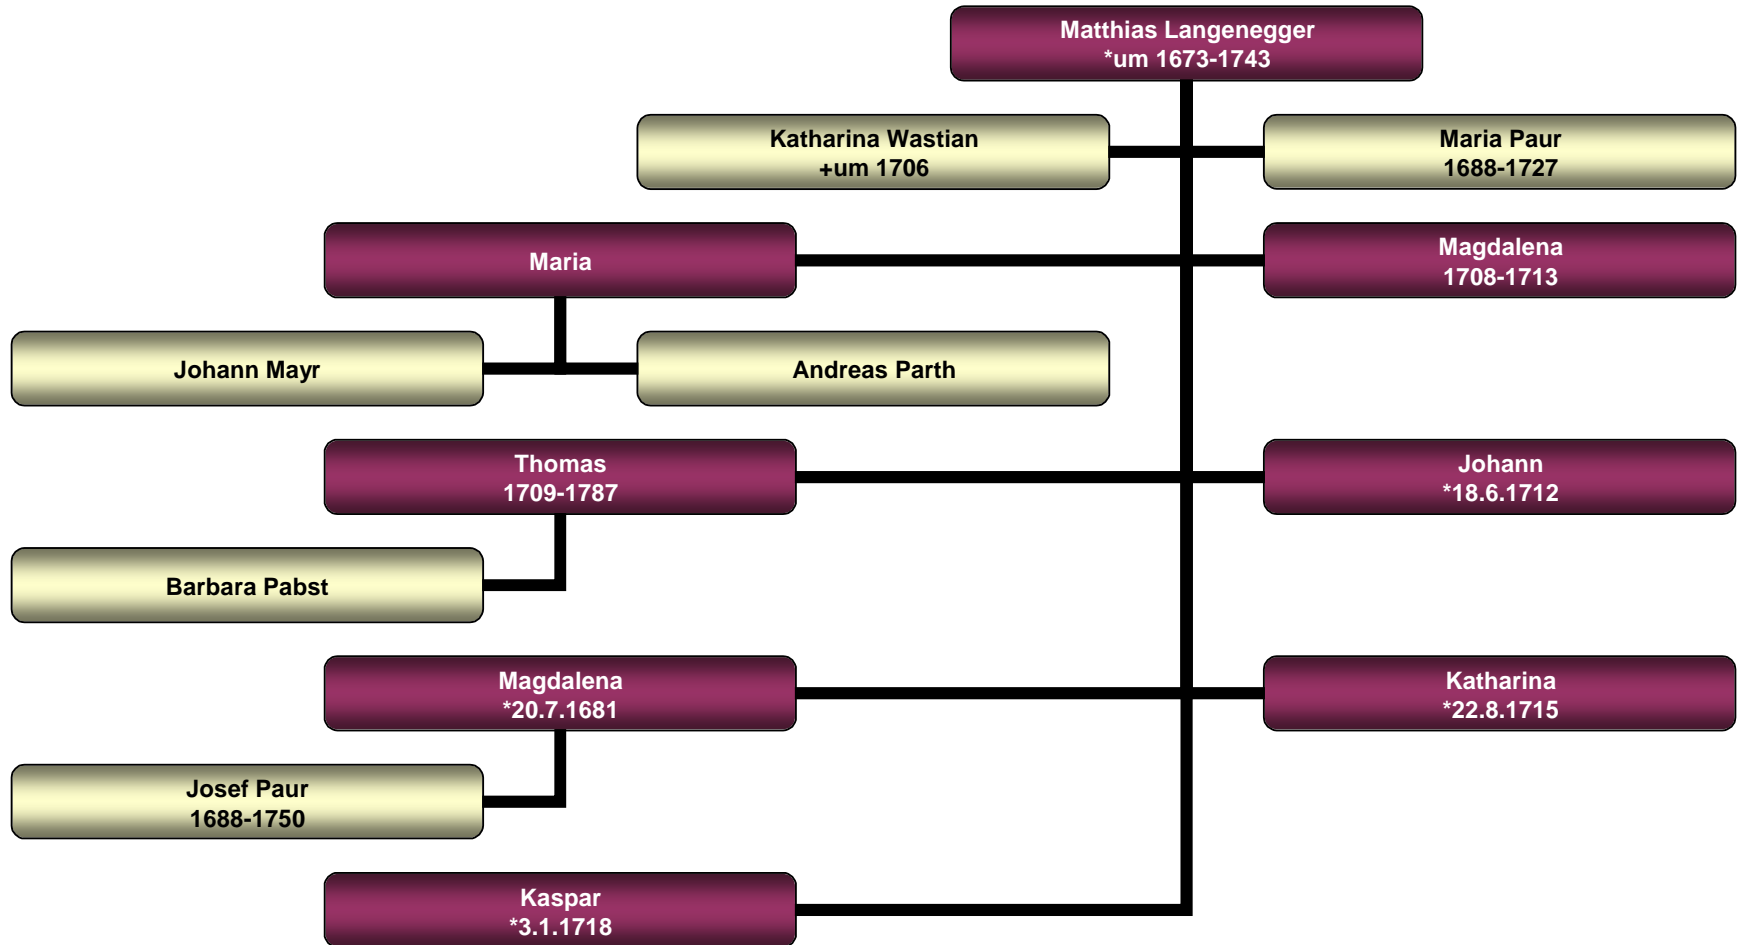 Matthias Langenegger
*um 1673-1743
Katharina Wastian
+um 1706
Maria Paur
1688-1727
Maria
Magdalena
1708-1713
Johann Mayr
Andreas Parth
Thomas
1709-1787
Johann
*18.6.1712
Barbara Pabst
Magdalena
*20.7.1681
Katharina
*22.8.1715
Josef Paur
1688-1750
Kaspar
*3.1.1718